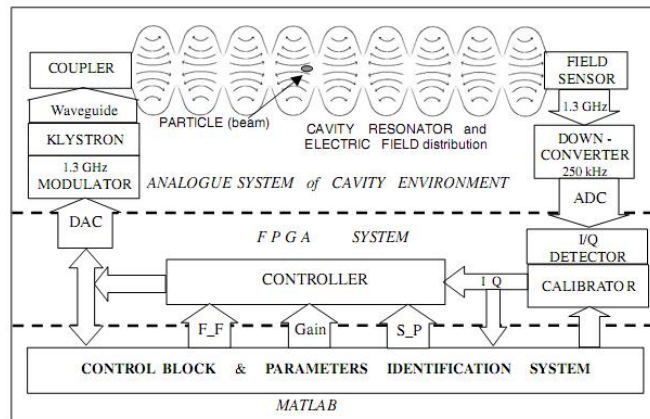 COUPLER
FIELD
SENSOR
Waveguide
PARTICLE (beam)
CAVITY RESONATOR and
ELECTRIC FIELD distribution
1.3 GHz
KLYSTRON
DOWN -
CONVERTER
250 kHz
1.3 GHz
MODULATOR
ANALOGUE SYSTEM of CAVITY ENVIRONMENT
ADC
DAC
FPGA SYSTEM
I/Q
DETECTOR
CONTROLLER
I Q
CALIBRATOR
F_F
Gain
S_P
CONTROL BLOCK & PARAMETERS IDENTIFICATION SYSTEM
MATLAB